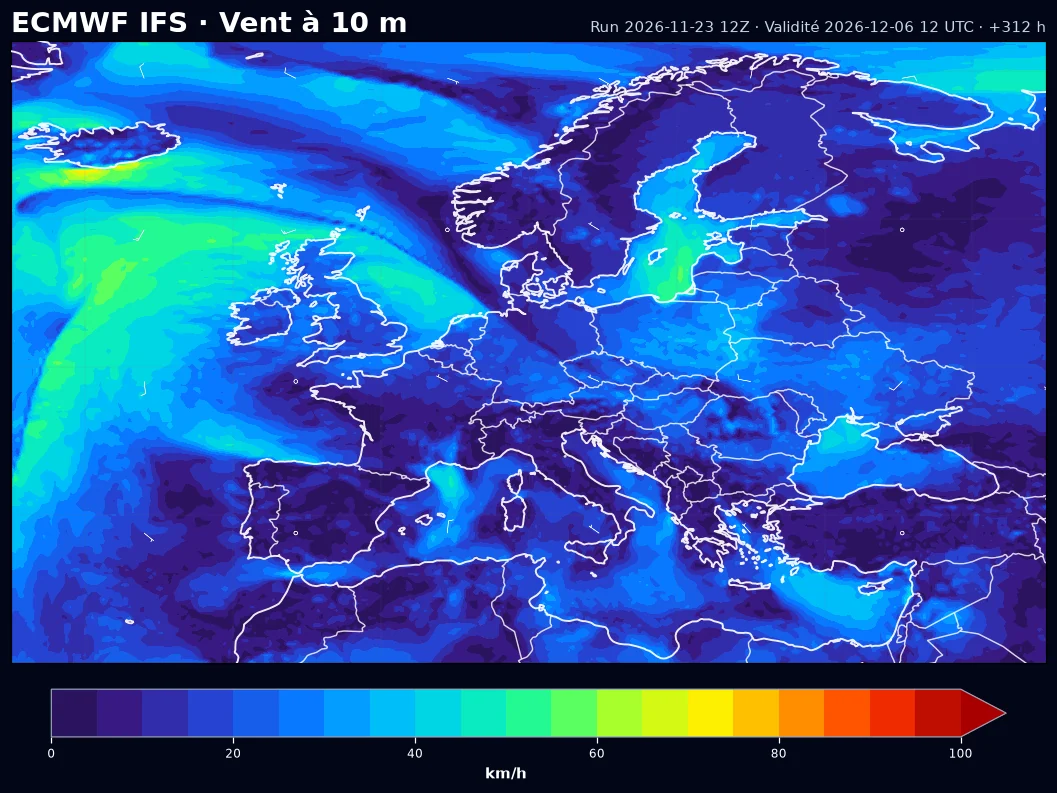 ECMWF IFS · Vent à 10 m
Run 2026-11-23 12Z · Validité 2026-12-06 12 UTC · +312 h
0 20 40 60 80 100
km/h